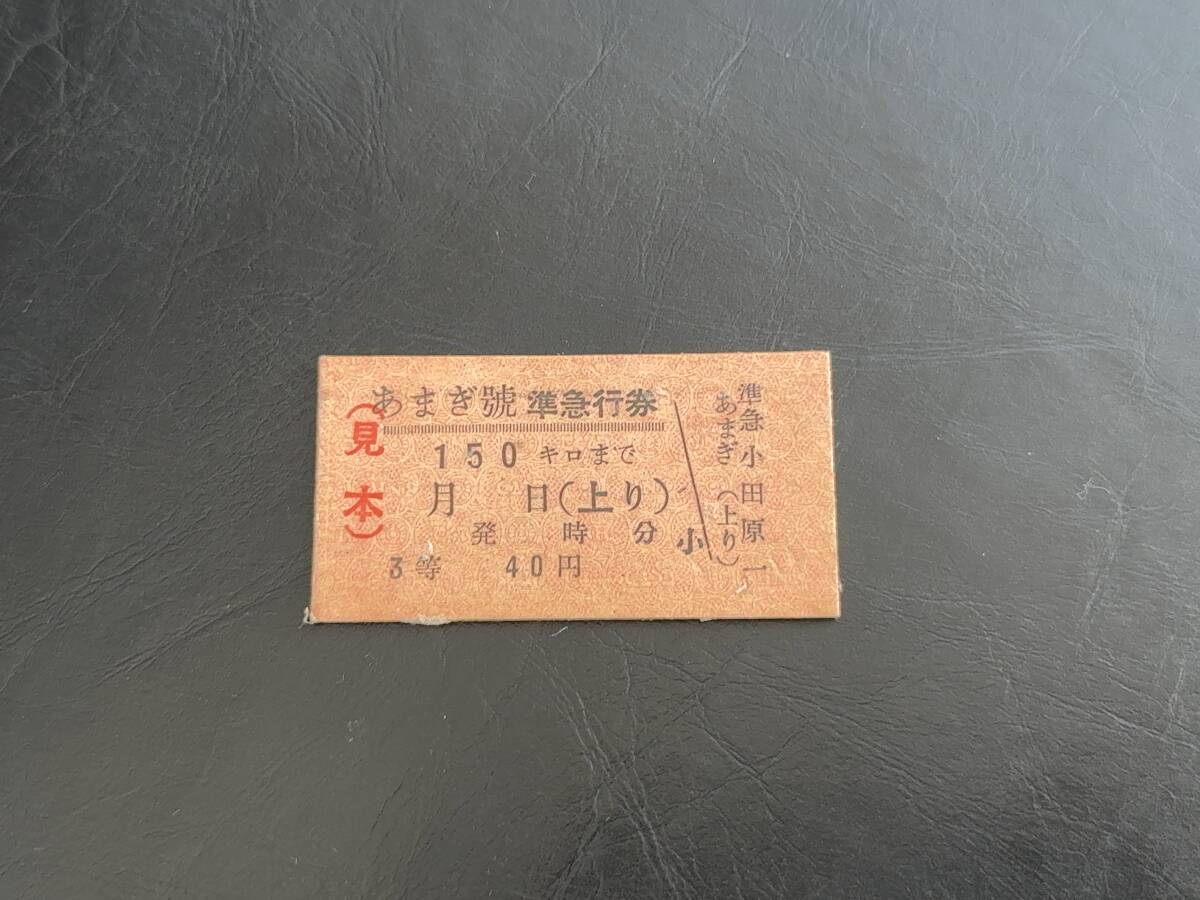 (見本)
あまぎ號 準急行券
150 キロまで
月 日(上り)
発 時 分
3等 40円
小
準急 小田原一
あまぎ (上り)